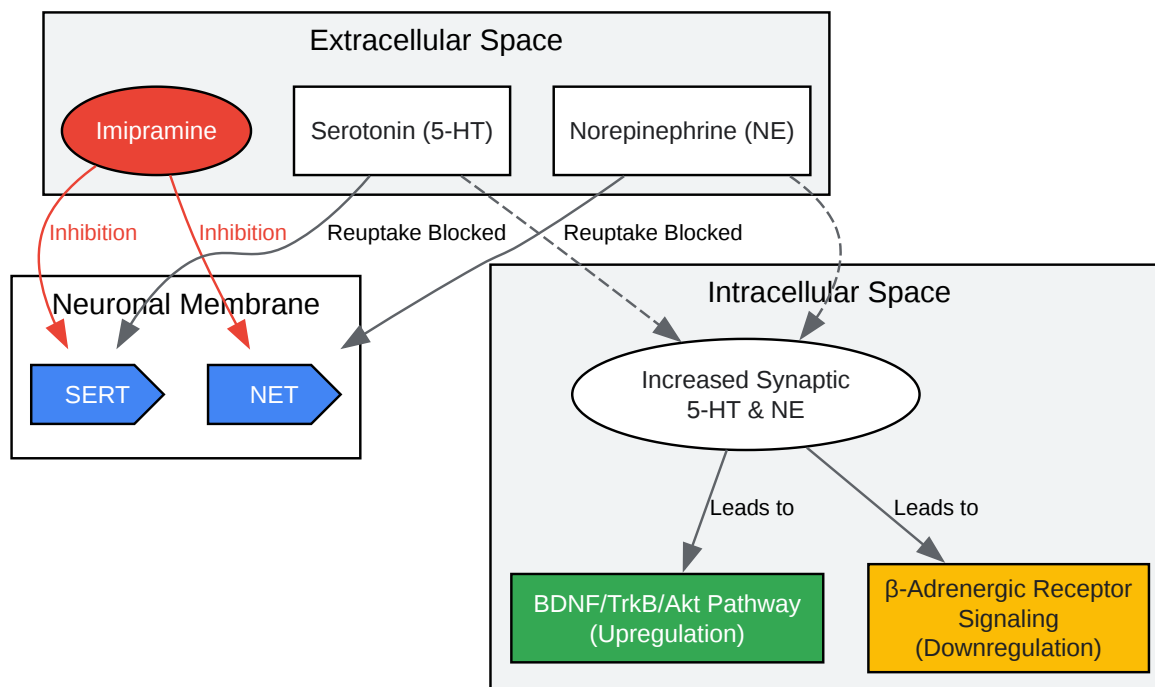 Extracellular Space
Imipramine
Serotonin (5-HT)
Norepinephrine (NE)
Inhibition
Inhibition
Reuptake Blocked
Reuptake Blocked
Neuronal Membrane
SERT
NET
Intracellular Space
Increased Synaptic
5-HT & NE
Leads to
Leads to
BDNF/TrkB/Akt Pathway
(Upregulation)
β-Adrenergic Receptor
Signaling
(Downregulation)